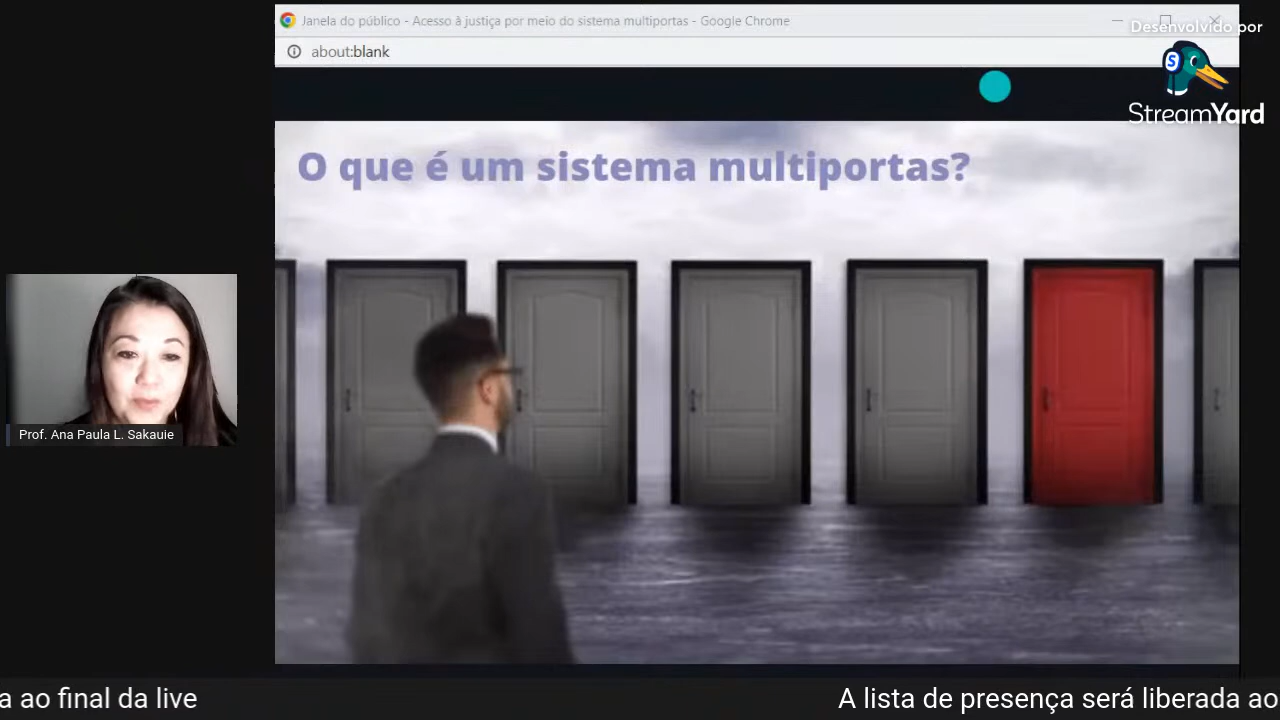 Janela do público - Acesso à justiça por meio do sistema multiportas - Google Chrome
about:blank
Desenvolvido por
S
StreamYard
O que é um sistema multiportas?
Prof. Ana Paula L. Sakauie
a ao final da live
A lista de presença será liberada ao